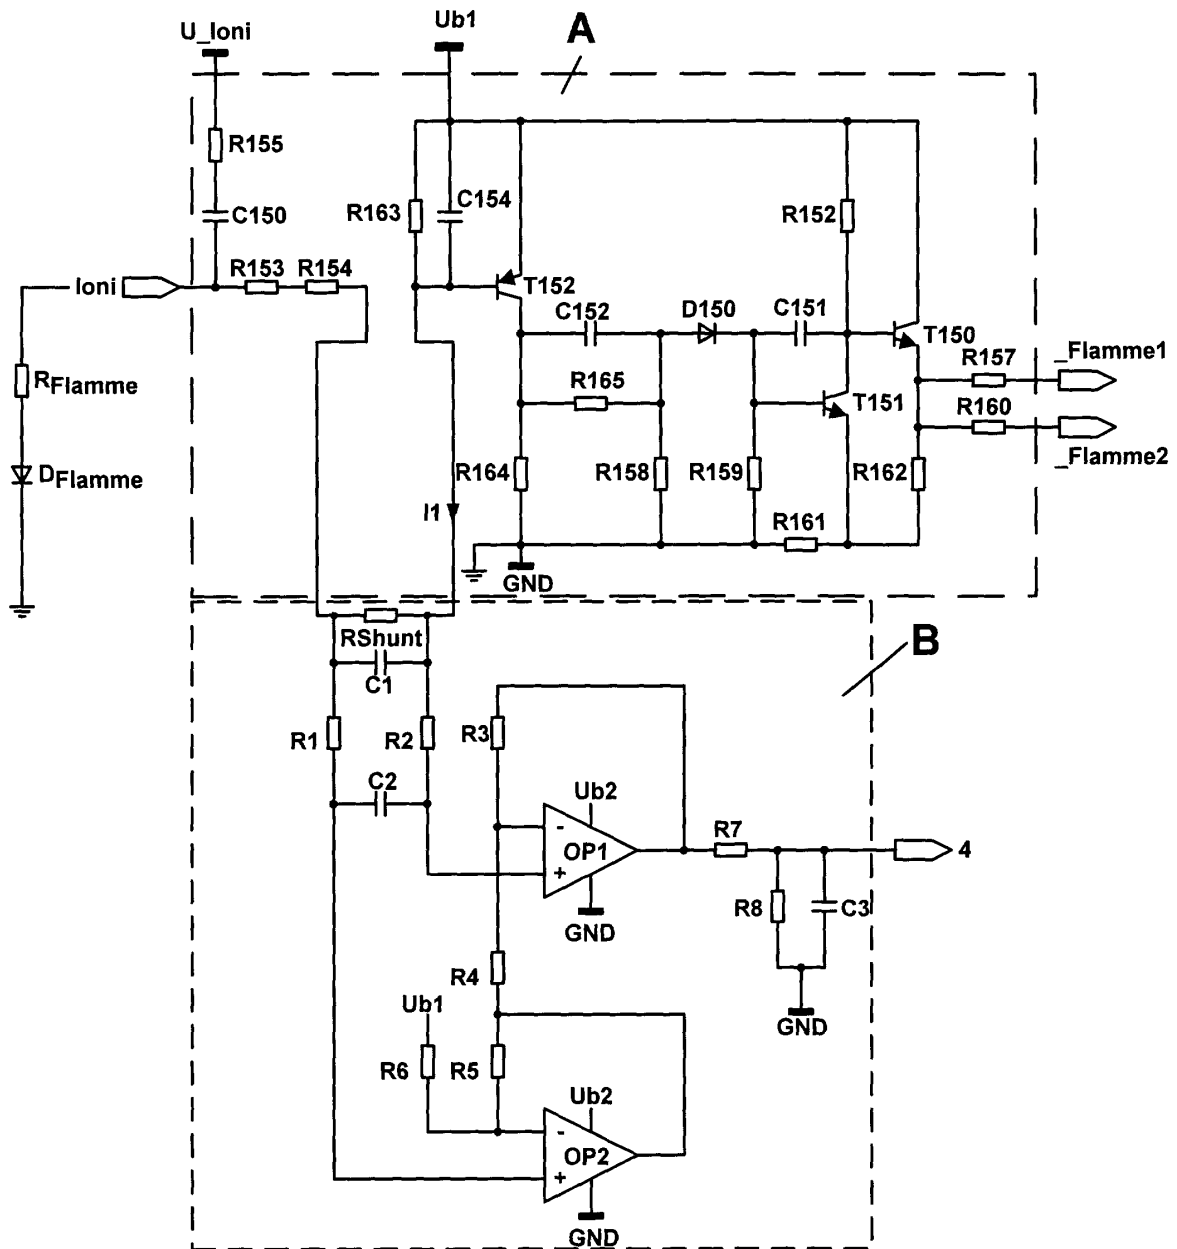 Ub1
A
U_Ioni
R155
C154
R163
R152
C150
R153 R154
Ioni
T152
C152
D150
C151
T150
_Flamme1
R157
RFlamme
R165
T151
R160
_Flamme2
DFlamme
R164
R158
R159
R162
I1
R161
GND
RShunt
B
C1
R1
R2
R3
C2
Ub2
-
OP1
+
R7
4
R8
C3
GND
R4
Ub1
GND
R6
R5
Ub2
-
OP2
+
GND